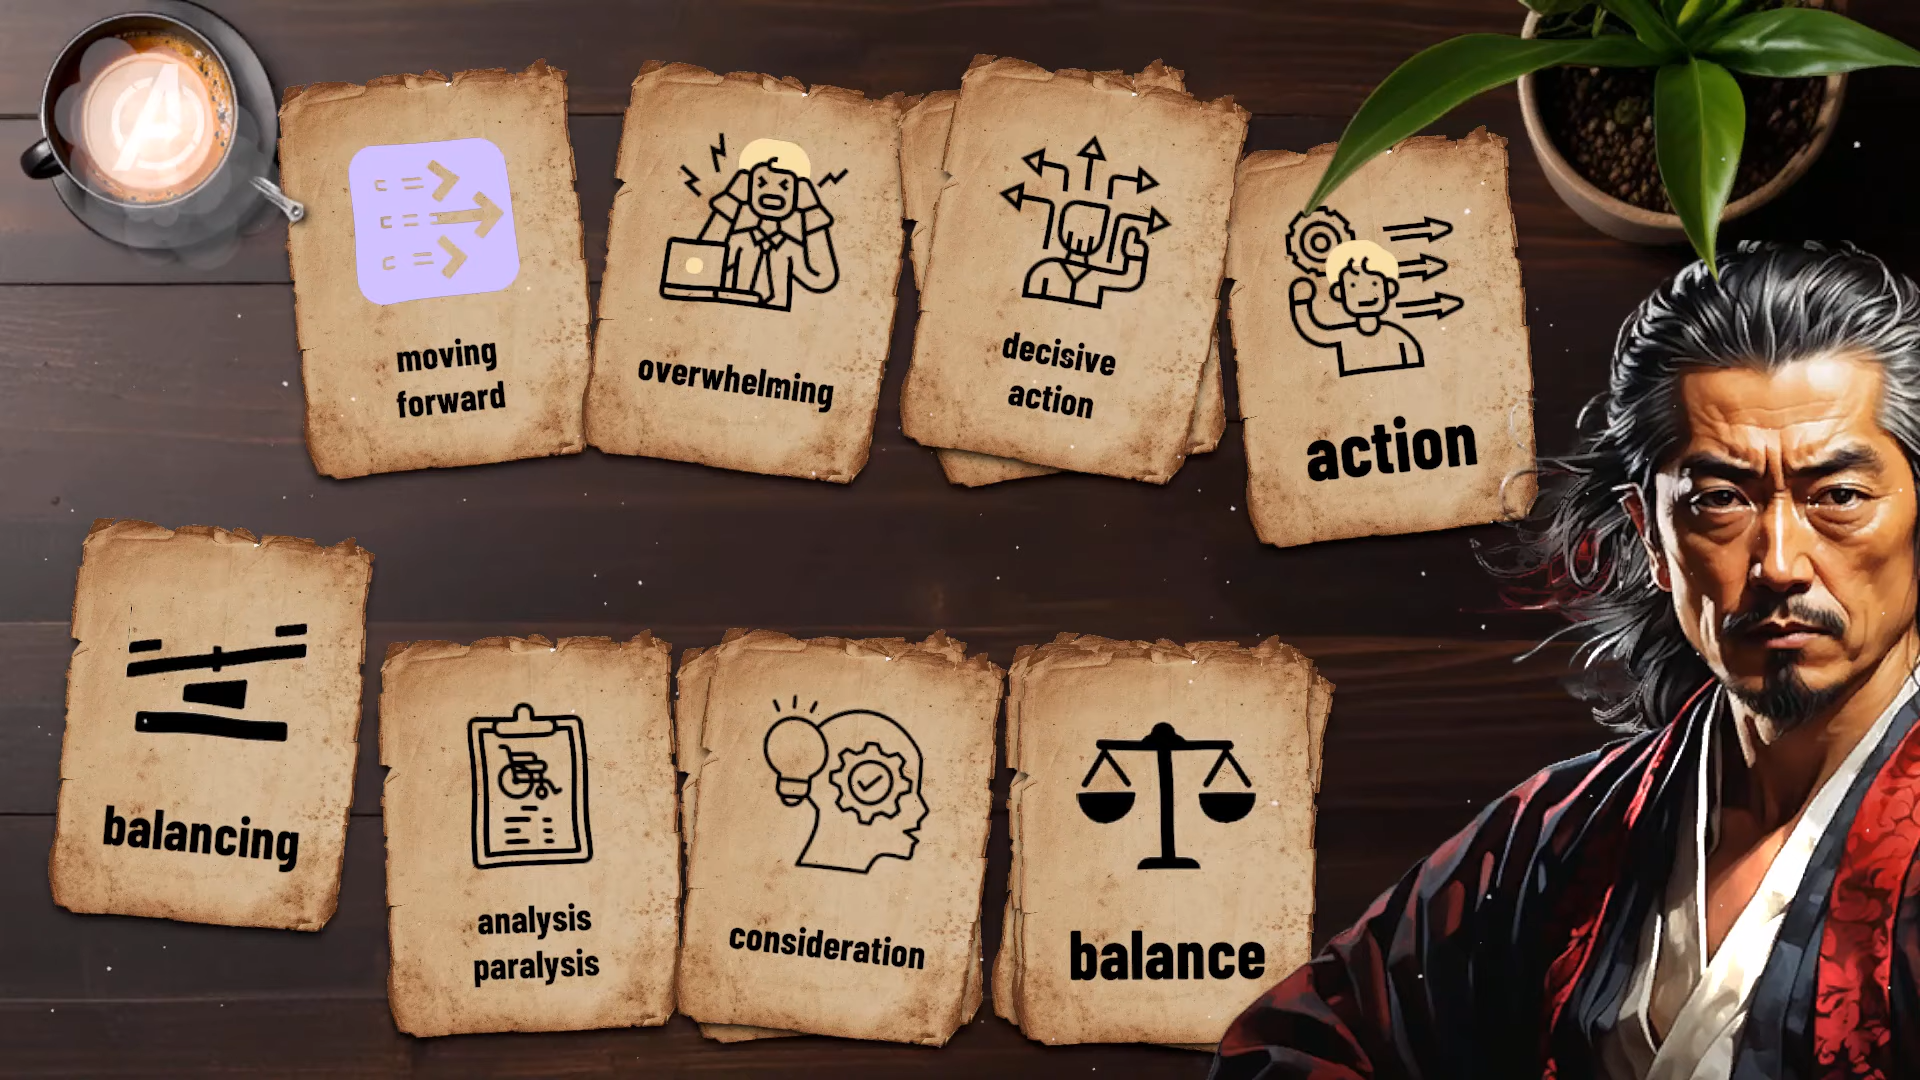 moving
forward
overwhelming
decisive
action
action
balancing
analysis
paralysis
consideration
balance